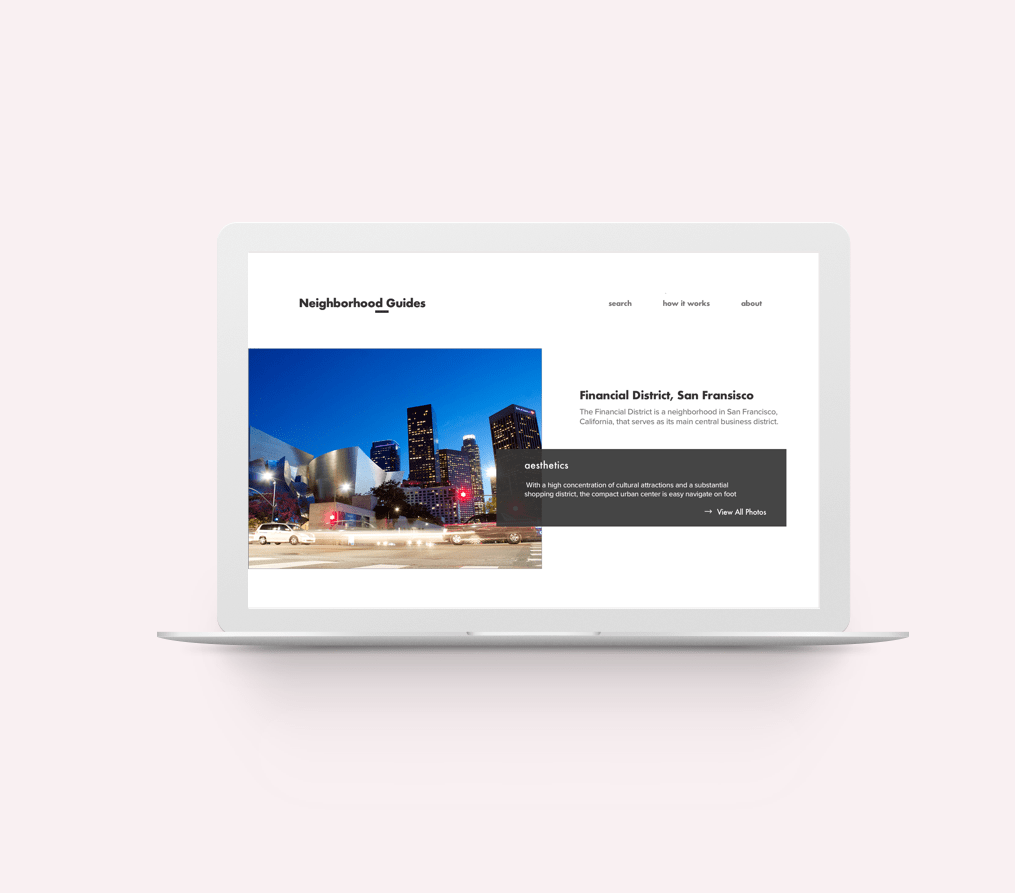 Neighborhood Guides
search how it works about
Financial District, San Fransisco
The Financial District is a neighborhood in San Francisco,
California, that serves as its main central business district.
aesthetics
With a high concentration of cultural attractions and a substantial
shopping district, the compact urban center is easy navigate on foot
→ View All Photos